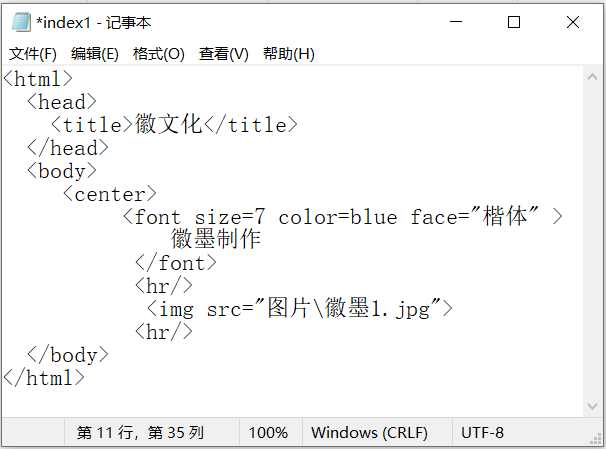 *index1 - 记事本
文件(F) 编辑(E) 格式(O) 查看(V) 帮助(H)
<html>
<head>
<title>徽文化</title>
</head>
<body>
<center>
<font size=7 color=blue face="楷体" >
徽墨制作
</font>
<hr/>
<img src="图片\徽墨1.jpg">
<hr/>
</body>
</html>
第 11 行，第 35 列 100% Windows (CRLF) UTF-8